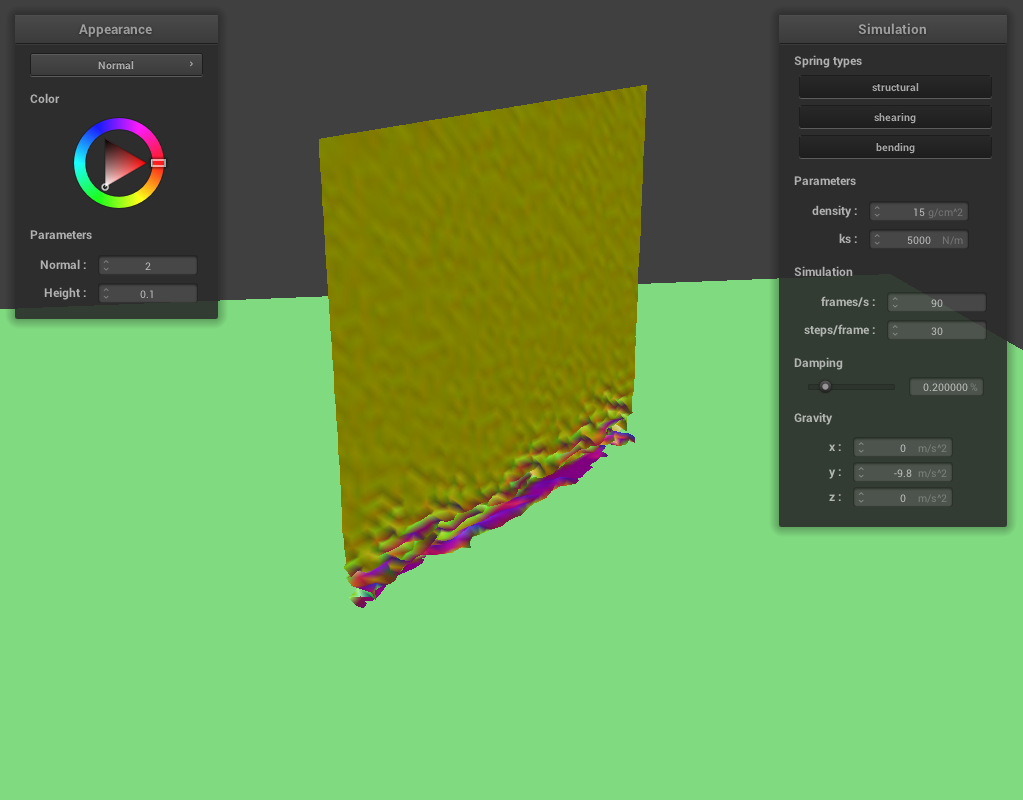 Appearance
Normal
Color
Parameters
Normal : 2
Height : 0.1
Simulation
Spring types
structural
shearing
bending
Parameters
density : 15 g/cm^2
ks : 5000 N/m
Simulation
frames/s : 90
steps/frame : 30
Damping
0.200000 %
Gravity
x : 0 m/s^2
y : -9.8 m/s^2
z : 0 m/s^2